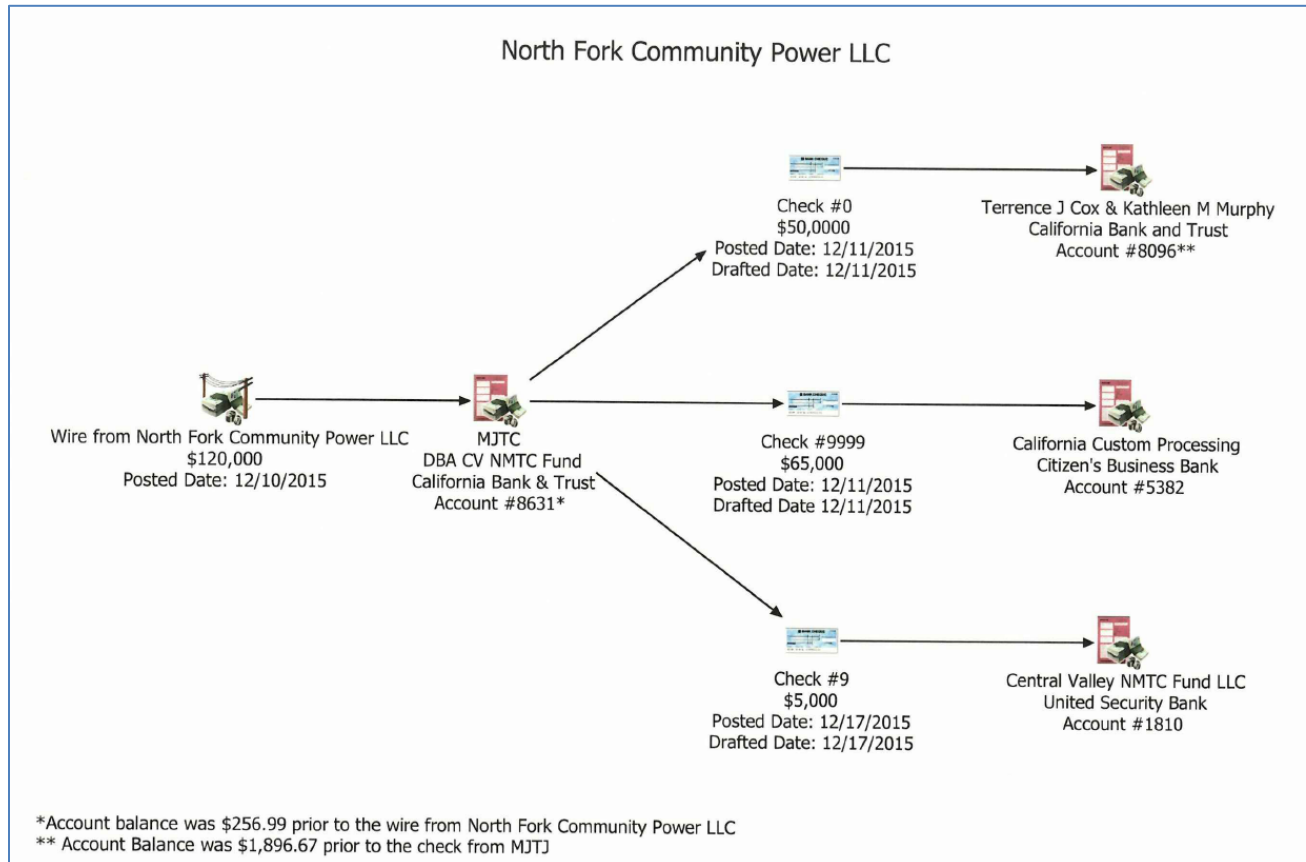 North Fork Community Power LLC
Check #0
$50,0000
Posted Date: 12/11/2015
Drafted Date: 12/11/2015
Terrence J Cox & Kathleen M Murphy
California Bank and Trust
Account #8096**
Wire from North Fork Community Power LLC
$120,000
Posted Date: 12/10/2015
MJTC
DBA CV NMTC Fund
California Bank & Trust
Account #8631*
Check #9999
$65,000
Posted Date: 12/11/2015
Drafted Date 12/11/2015
California Custom Processing
Citizen's Business Bank
Account #5382
Check #9
$5,000
Posted Date: 12/17/2015
Drafted Date: 12/17/2015
Central Valley NMTC Fund LLC
United Security Bank
Account #1810
*Account balance was $256.99 prior to the wire from North Fork Community Power LLC
** Account Balance was $1,896.67 prior to the check from MJTJ